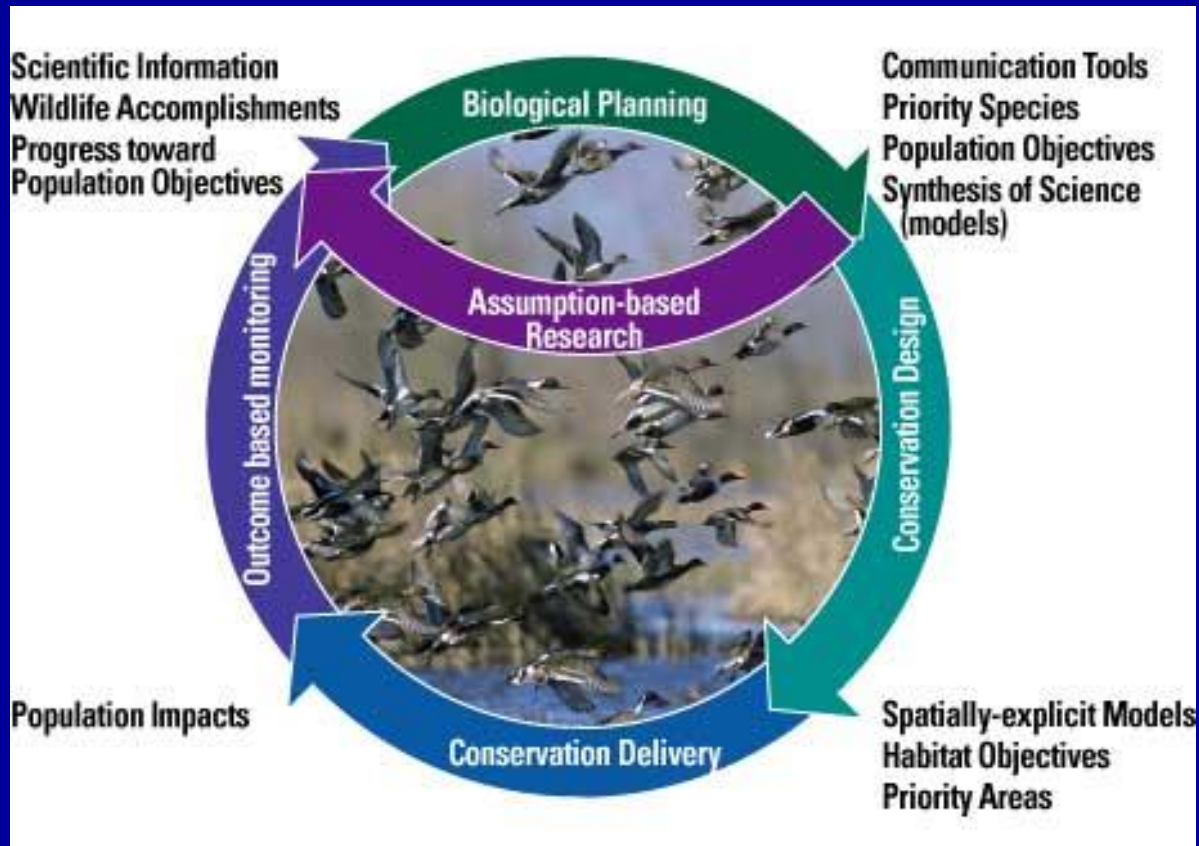 Scientific Information
Wildlife Accomplishments
Progress toward
Population Objectives
Biological Planning
Communication Tools
Priority Species
Population Objectives
Synthesis of Science
(models)
Assumption-based
Research
Outcome based monitoring
Conservation Design
Population Impacts
Conservation Delivery
Spatially-explicit Models
Habitat Objectives
Priority Areas